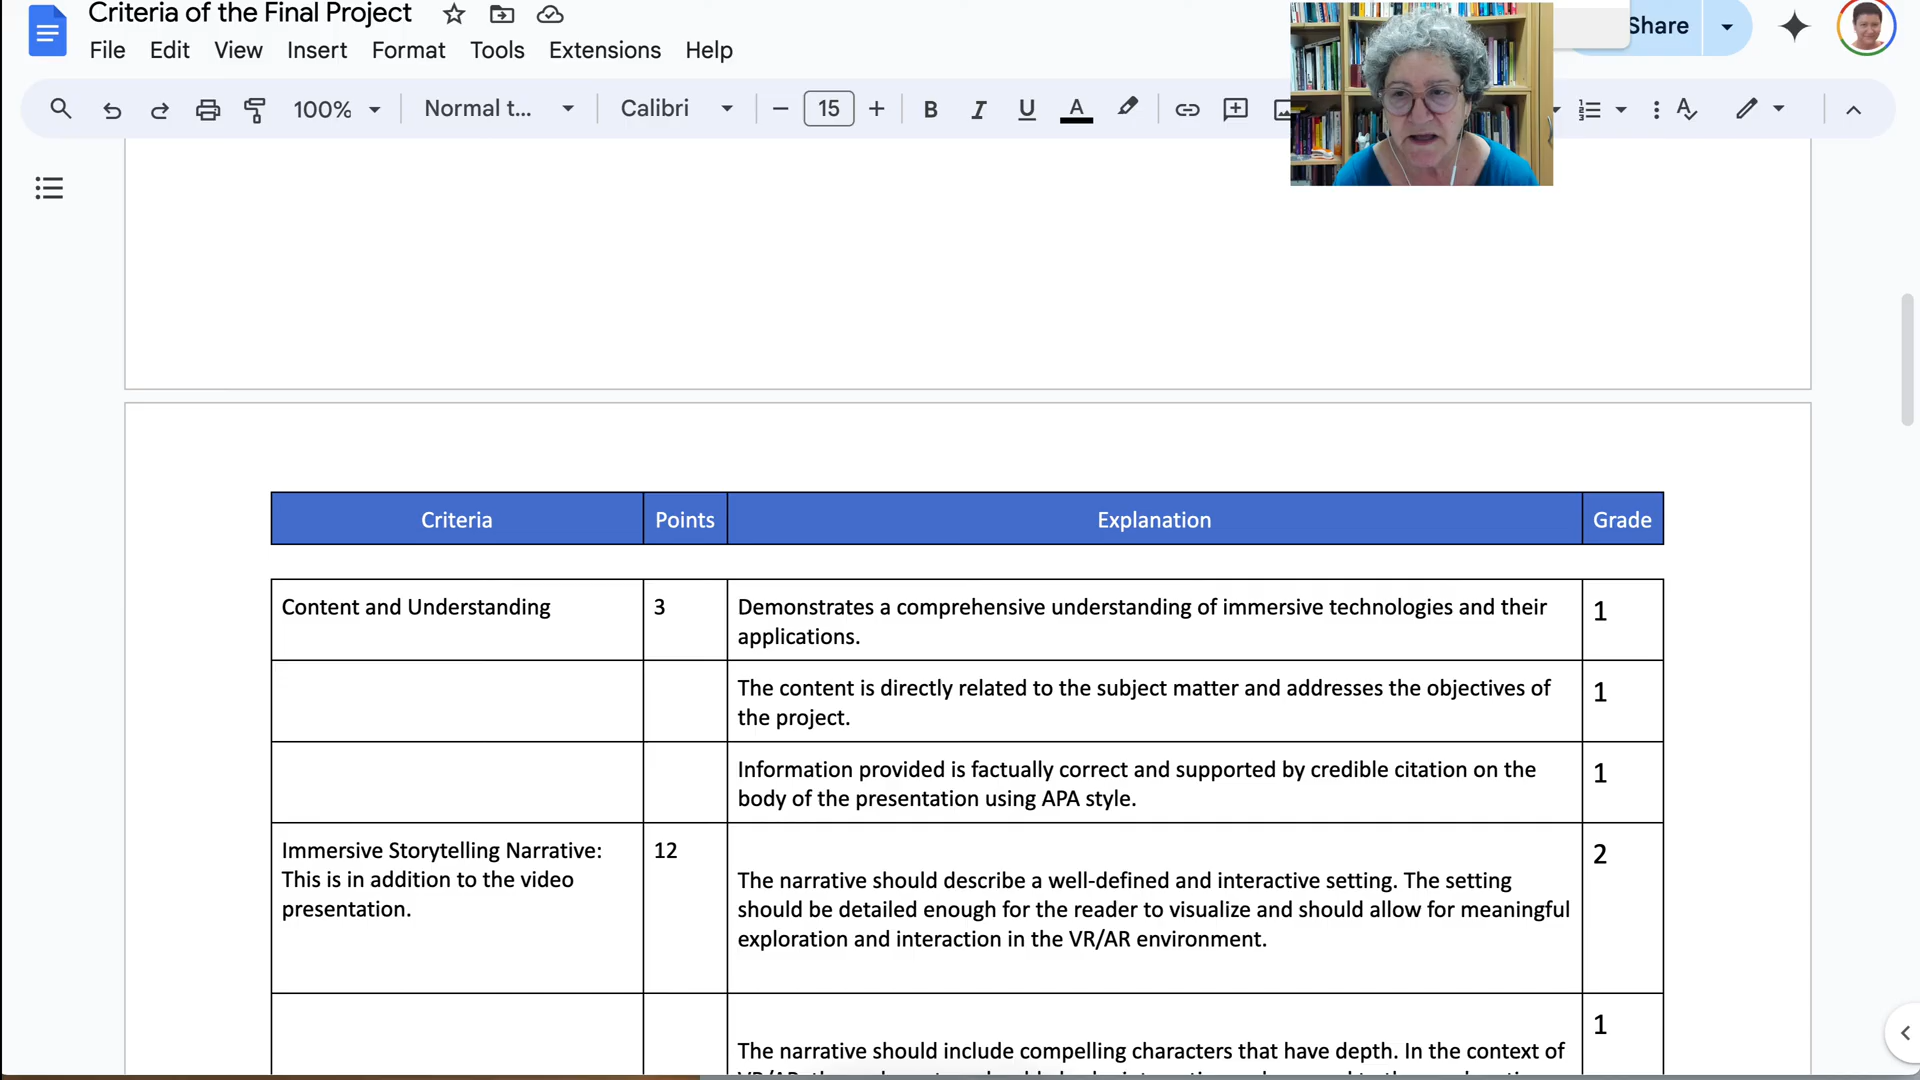 Criteria of the Final Project
Share
File Edit View Insert Format Tools Extensions Help
100% Normal t... Calibri 15 B I U A
Criteria Points Explanation Grade
Content and Understanding 3 Demonstrates a comprehensive understanding of immersive technologies and their 1
applications.
The content is directly related to the subject matter and addresses the objectives of 1
the project.
Information provided is factually correct and supported by credible citation on the 1
body of the presentation using APA style.
Immersive Storytelling Narrative: 12 2
This is in addition to the video
presentation.
The narrative should describe a well-defined and interactive setting. The setting
should be detailed enough for the reader to visualize and should allow for meaningful
exploration and interaction in the VR/AR environment.
1
The narrative should include compelling characters that have depth. In the context of